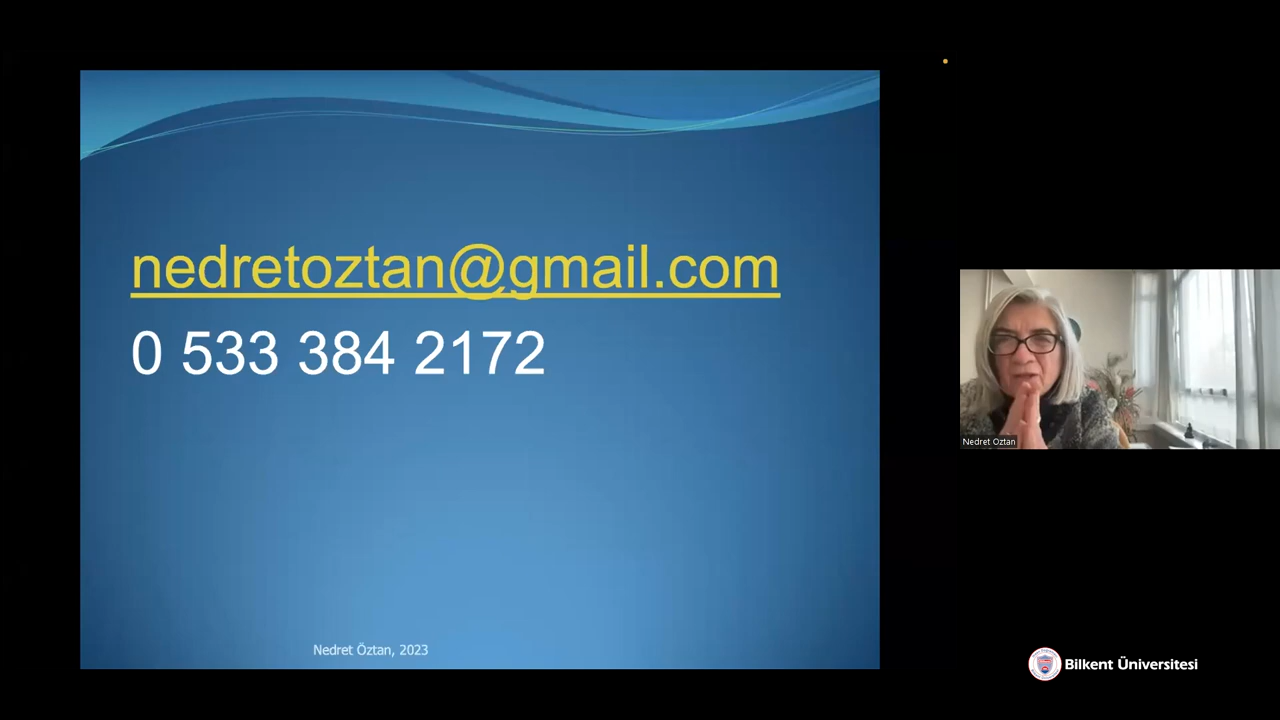 nedretoztan@gmail.com
0 533 384 2172
Nedret Öztan, 2023
Nedret Oztan
Bilkent Üniversitesi